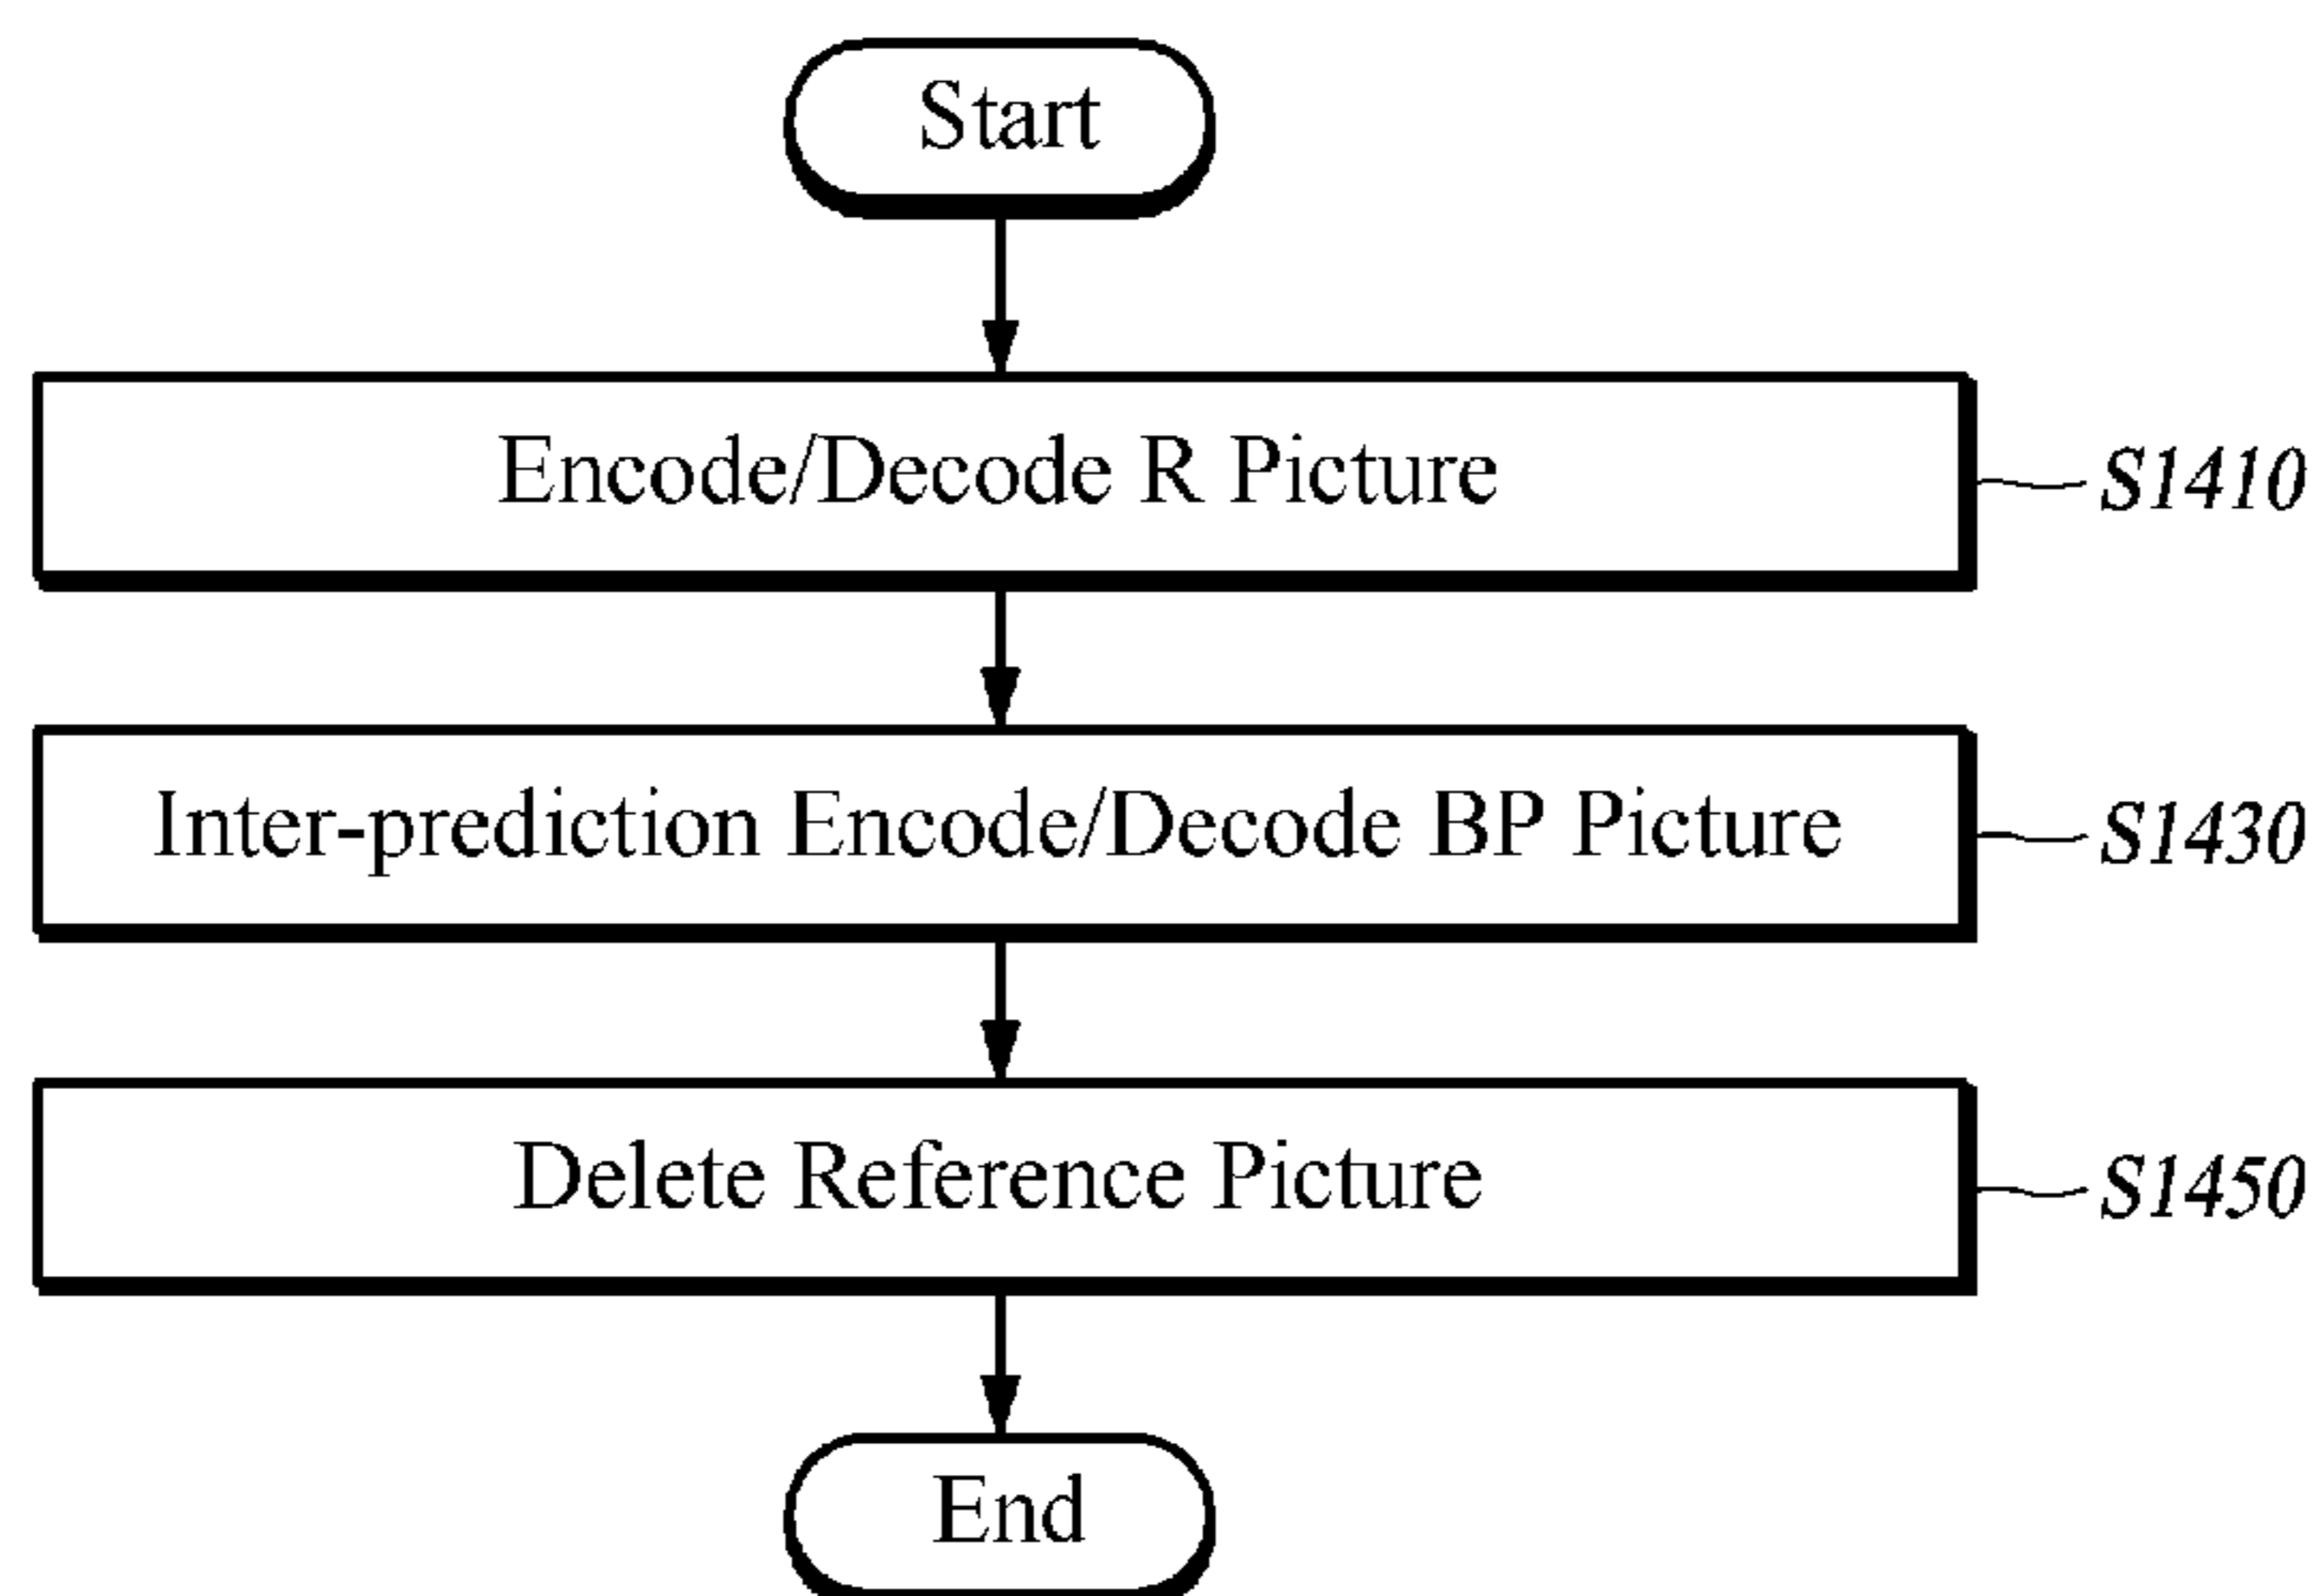 Start
Encode/Decode R Picture
S1410
Inter-prediction Encode/Decode BP Picture
S1430
Delete Reference Picture
S1450
End